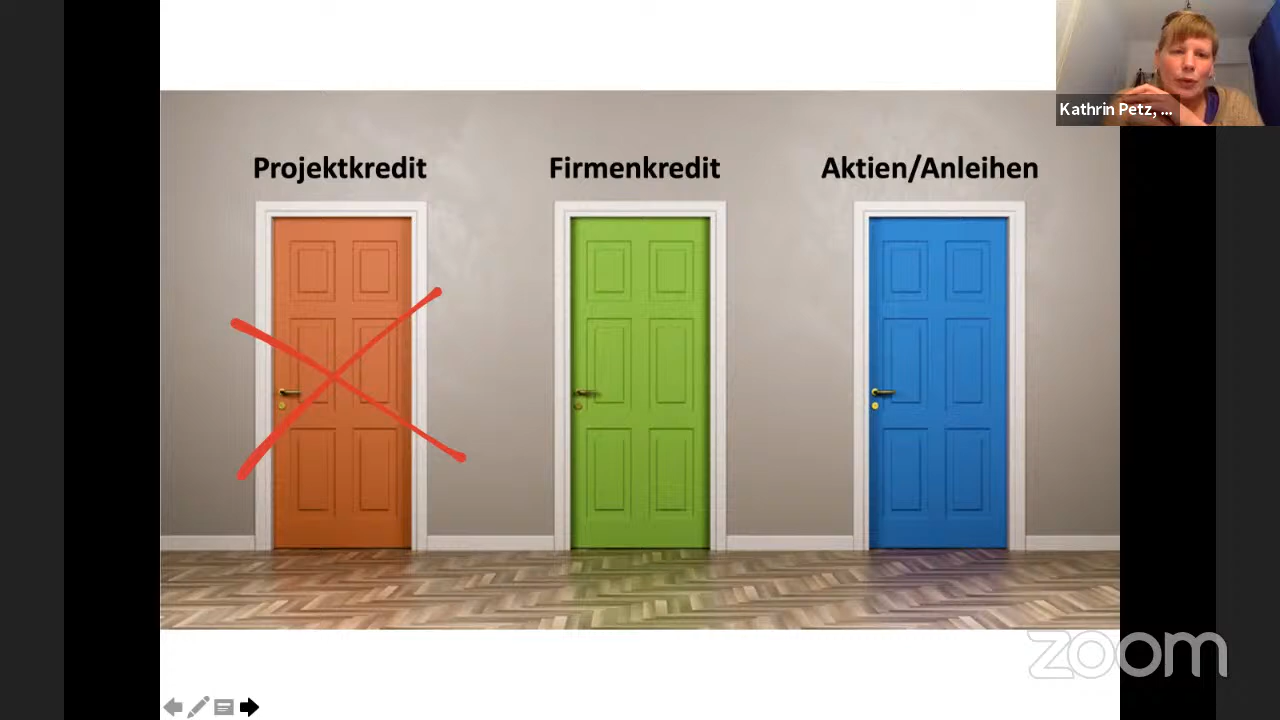 Kathrin Petz, ...
Projektkredit
Firmenkredit
Aktien/Anleihen
zoom